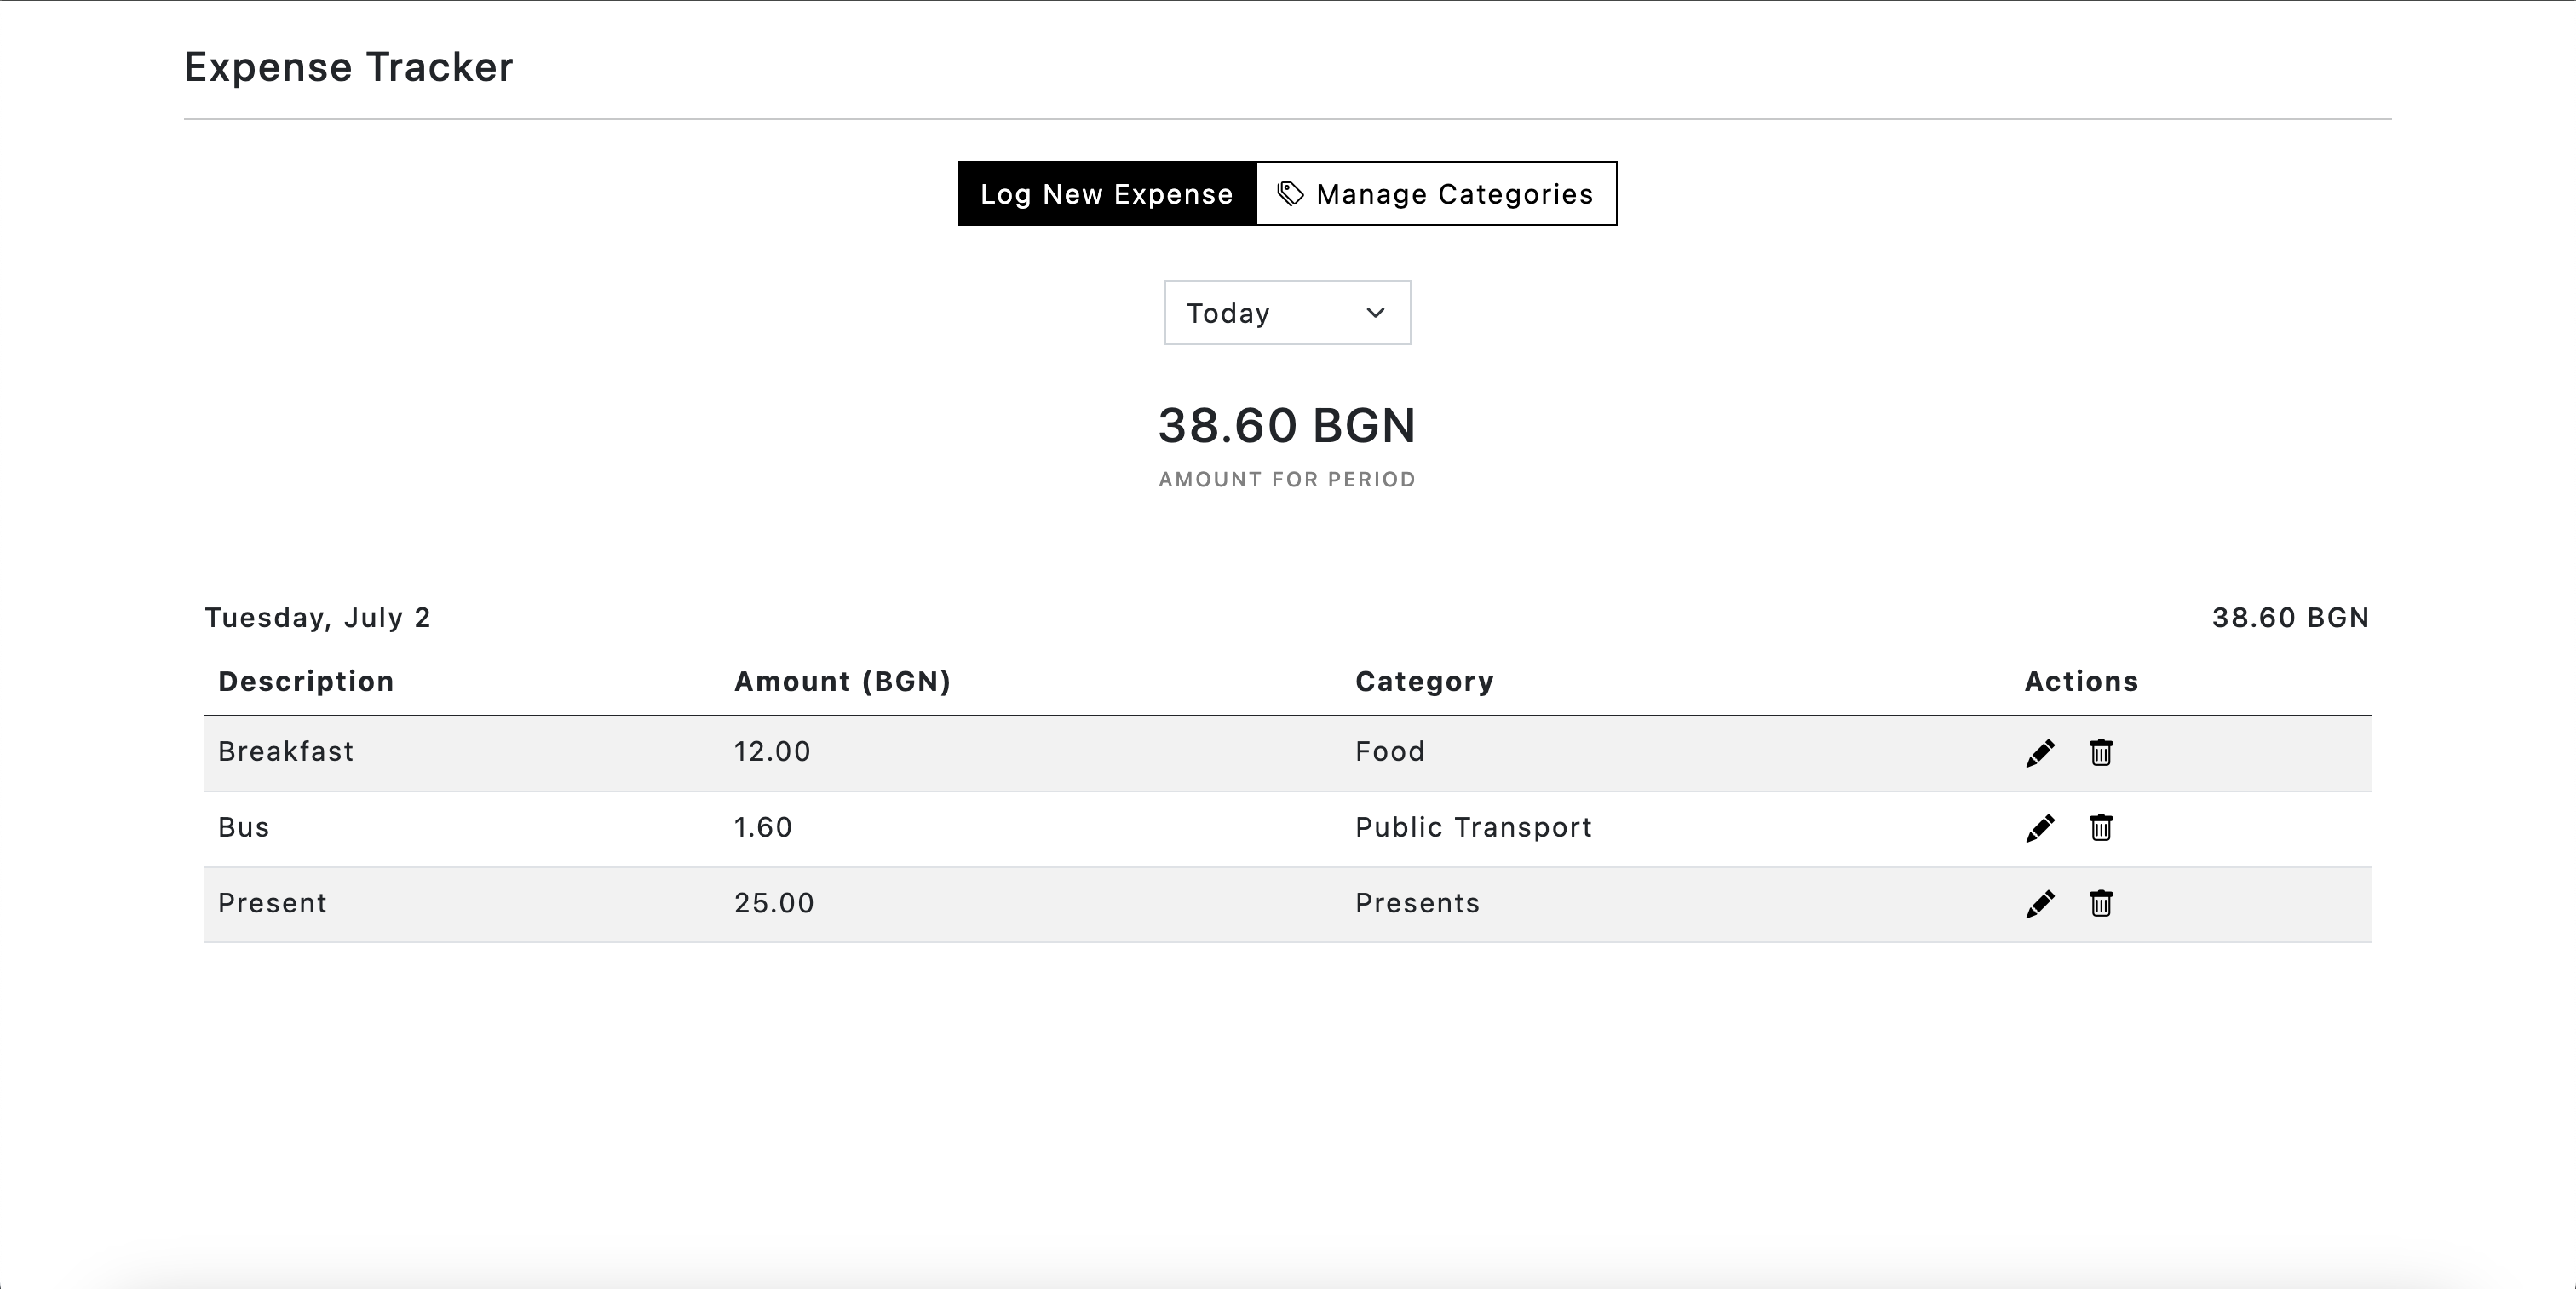 Expense Tracker
Log New Expense Manage Categories
Today
38.60 BGN
AMOUNT FOR PERIOD
Tuesday, July 2 38.60 BGN
Description Amount (BGN) Category Actions
Breakfast 12.00 Food
Bus 1.60 Public Transport
Present 25.00 Presents